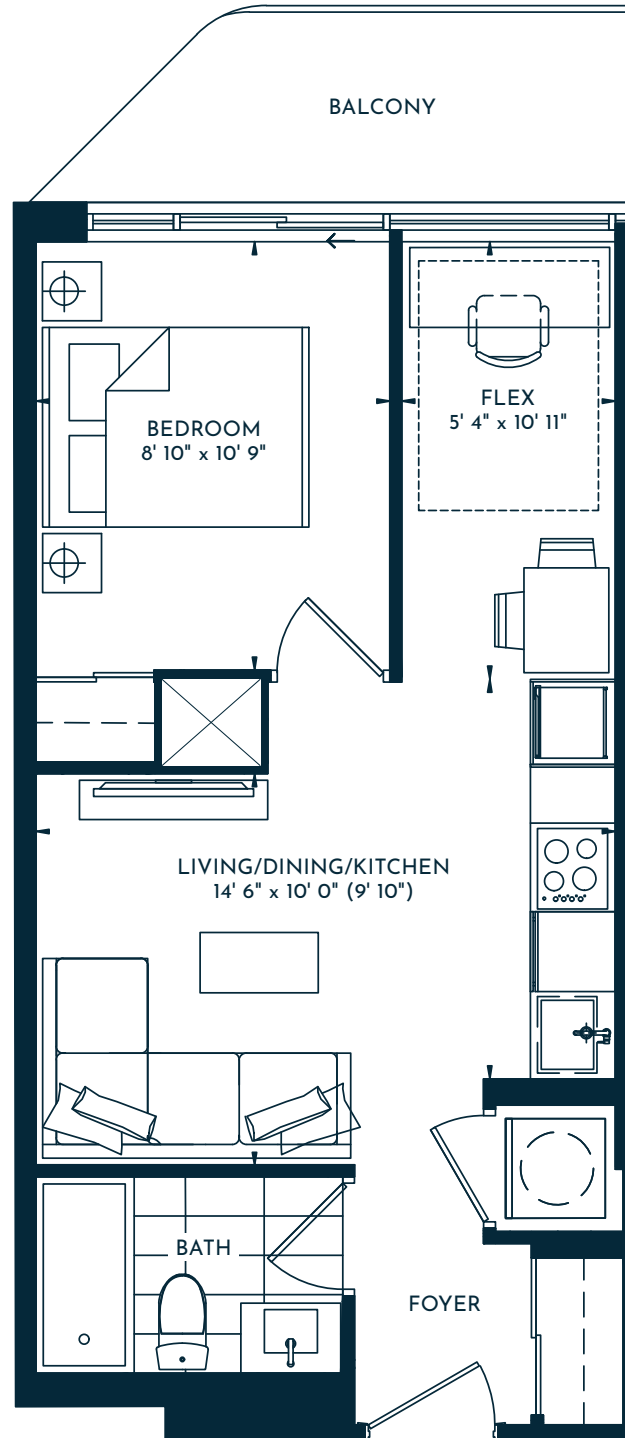 BALCONY
BEDROOM
8' 10" x 10' 9"
FLEX
5' 4" x 10' 11"
LIVING/DINING/KITCHEN
14' 6" x 10' 0" (9' 10")
BATH
FOYER